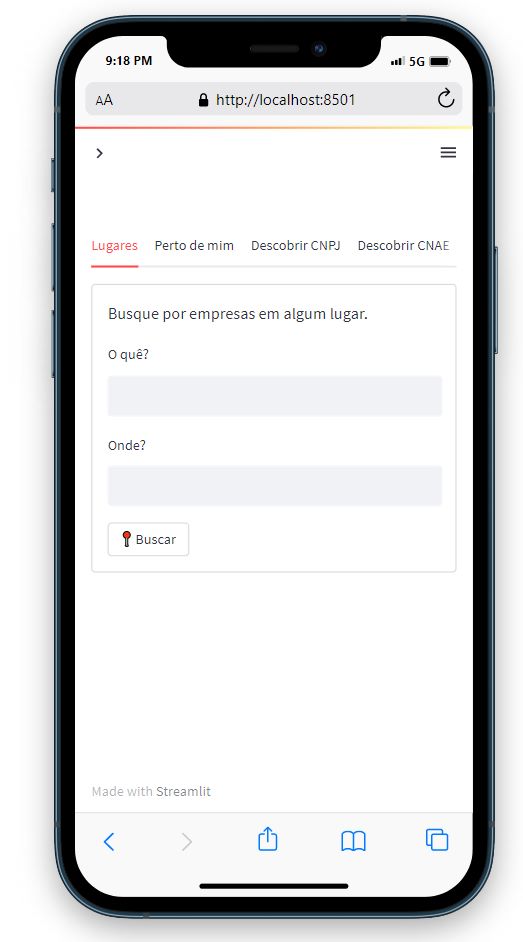 9:18 PM 5G
AA http://localhost:8501
Lugares Perto de mim Descobrir CNPJ Descobrir CNAE
Busque por empresas em algum lugar.
O quê?
Onde?
Buscar
Made with Streamlit